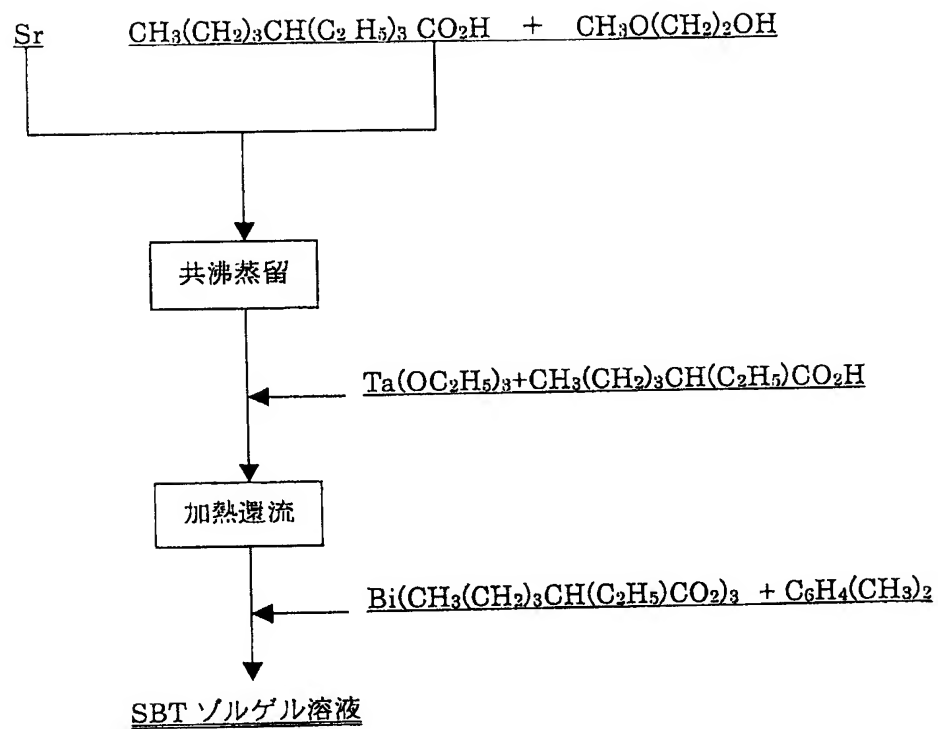 Sr CH₃(CH₂)₃CH(C₂ H₅)₃ CO₂H + CH₃O(CH₂)₂OH
共沸蒸留
Ta(OC₂H₅)₃+CH₃(CH₂)₃CH(C₂H₅)CO₂H
加熱還流
Bi(CH₃(CH₂)₃CH(C₂H₅)CO₂)₃ + C₆H₄(CH₃)₂
SBT ゾルゲル溶液